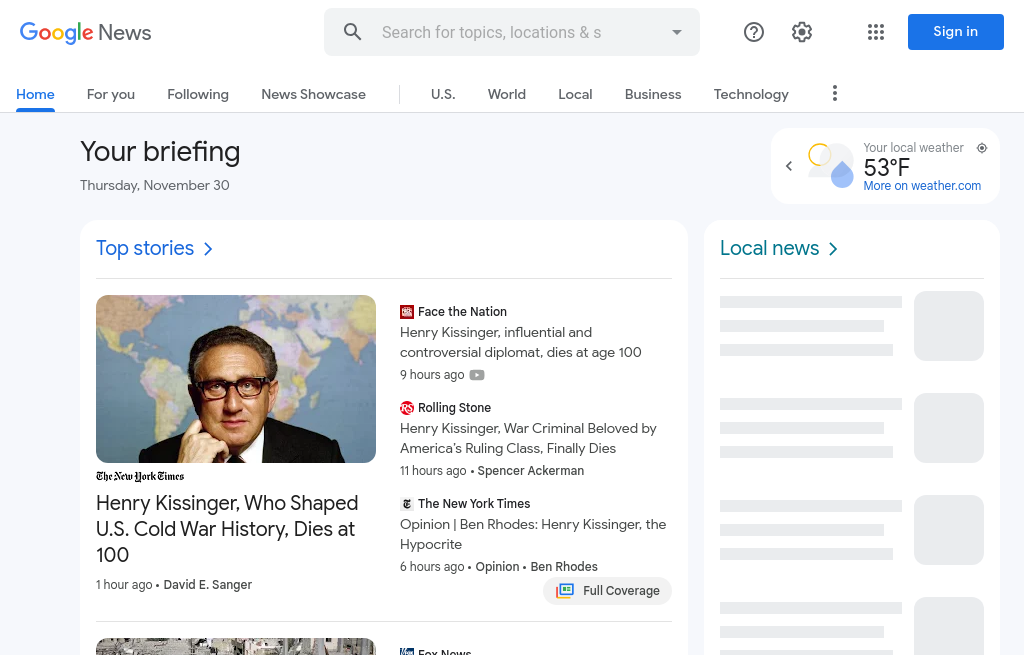 Google News
Search for topics, locations & s
Sign in
Home
For you
Following
News Showcase
U.S.
World
Local
Business
Technology
Your briefing
Thursday, November 30
Your local weather
53°F
More on weather.com
Top stories
Local news
The New York Times
Henry Kissinger, Who Shaped
U.S. Cold War History, Dies at
100
1 hour ago • David E. Sanger
Face the Nation
Henry Kissinger, influential and
controversial diplomat, dies at age 100
9 hours ago
Rolling Stone
Henry Kissinger, War Criminal Beloved by
America’s Ruling Class, Finally Dies
11 hours ago • Spencer Ackerman
The New York Times
Opinion | Ben Rhodes: Henry Kissinger, the
Hypocrite
6 hours ago • Opinion • Ben Rhodes
Full Coverage
Fox News